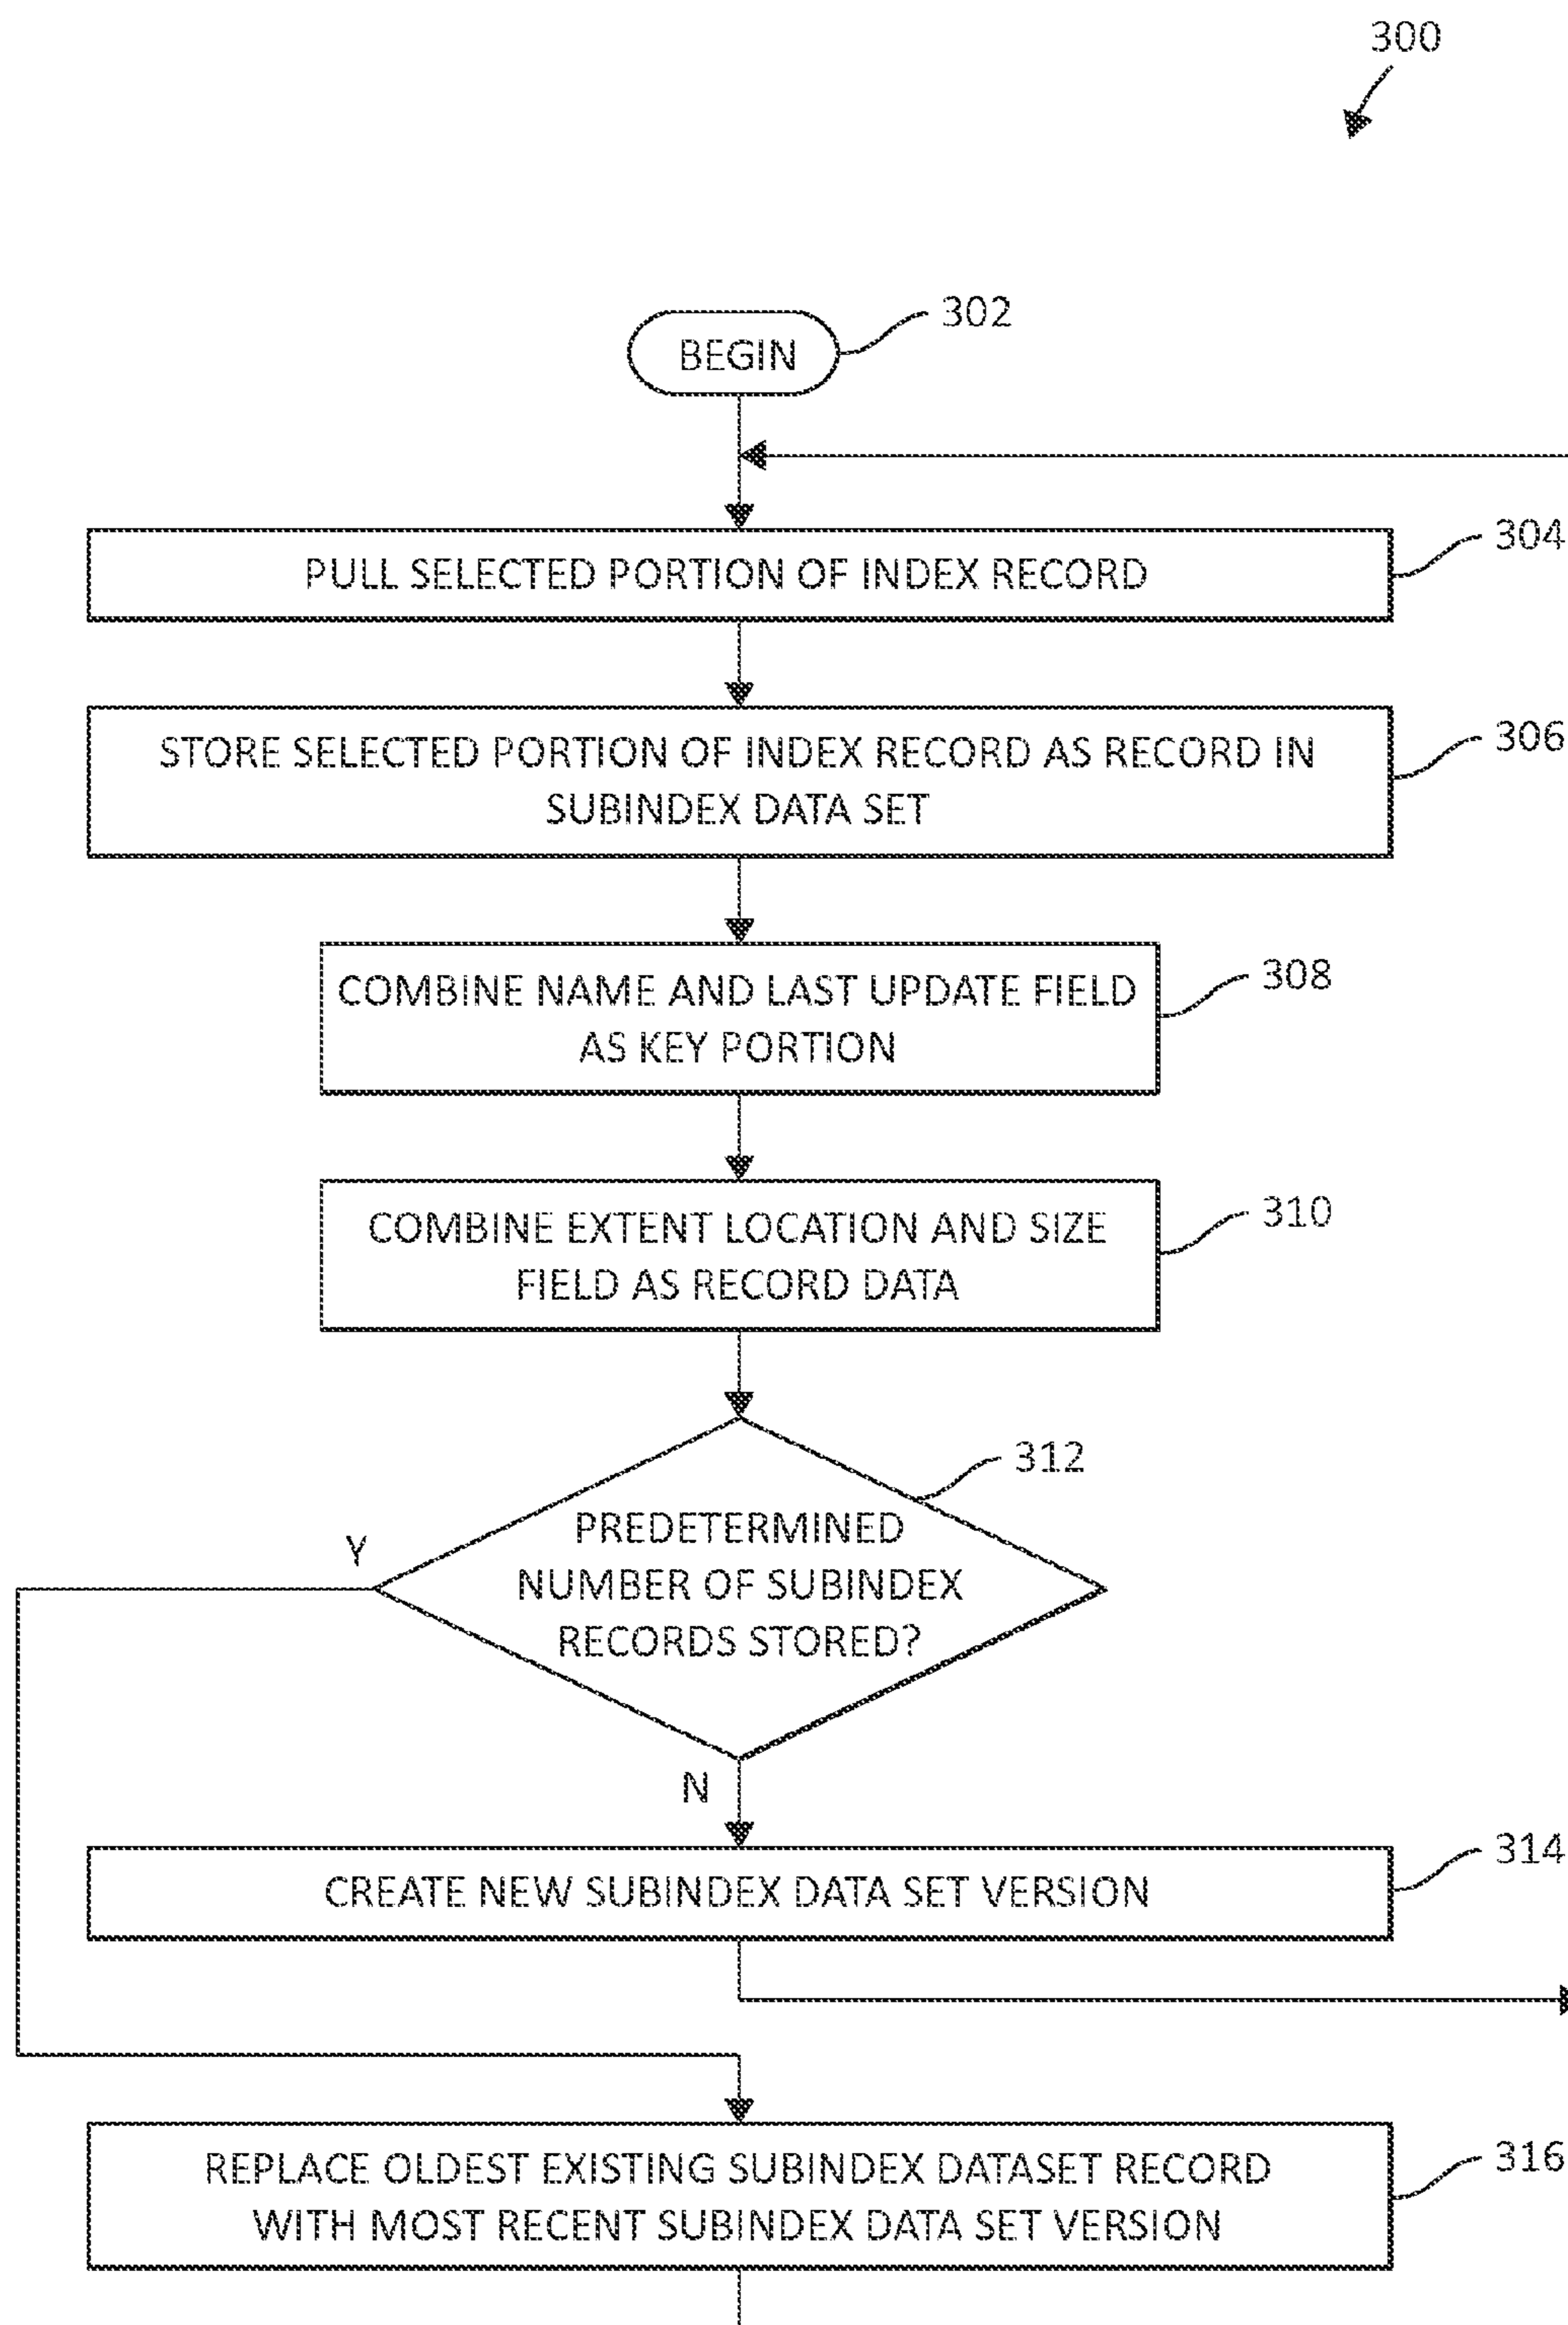 300
302
BEGIN
304
PULL SELECTED PORTION OF INDEX RECORD
306
STORE SELECTED PORTION OF INDEX RECORD AS RECORD IN
SUBINDEX DATA SET
308
COMBINE NAME AND LAST UPDATE FIELD
AS KEY PORTION
310
COMBINE EXTENT LOCATION AND SIZE
FIELD AS RECORD DATA
312
PREDETERMINED
NUMBER OF SUBINDEX
RECORDS STORED?
Y
N
314
CREATE NEW SUBINDEX DATA SET VERSION
316
REPLACE OLDEST EXISTING SUBINDEX DATASET RECORD
WITH MOST RECENT SUBINDEX DATA SET VERSION